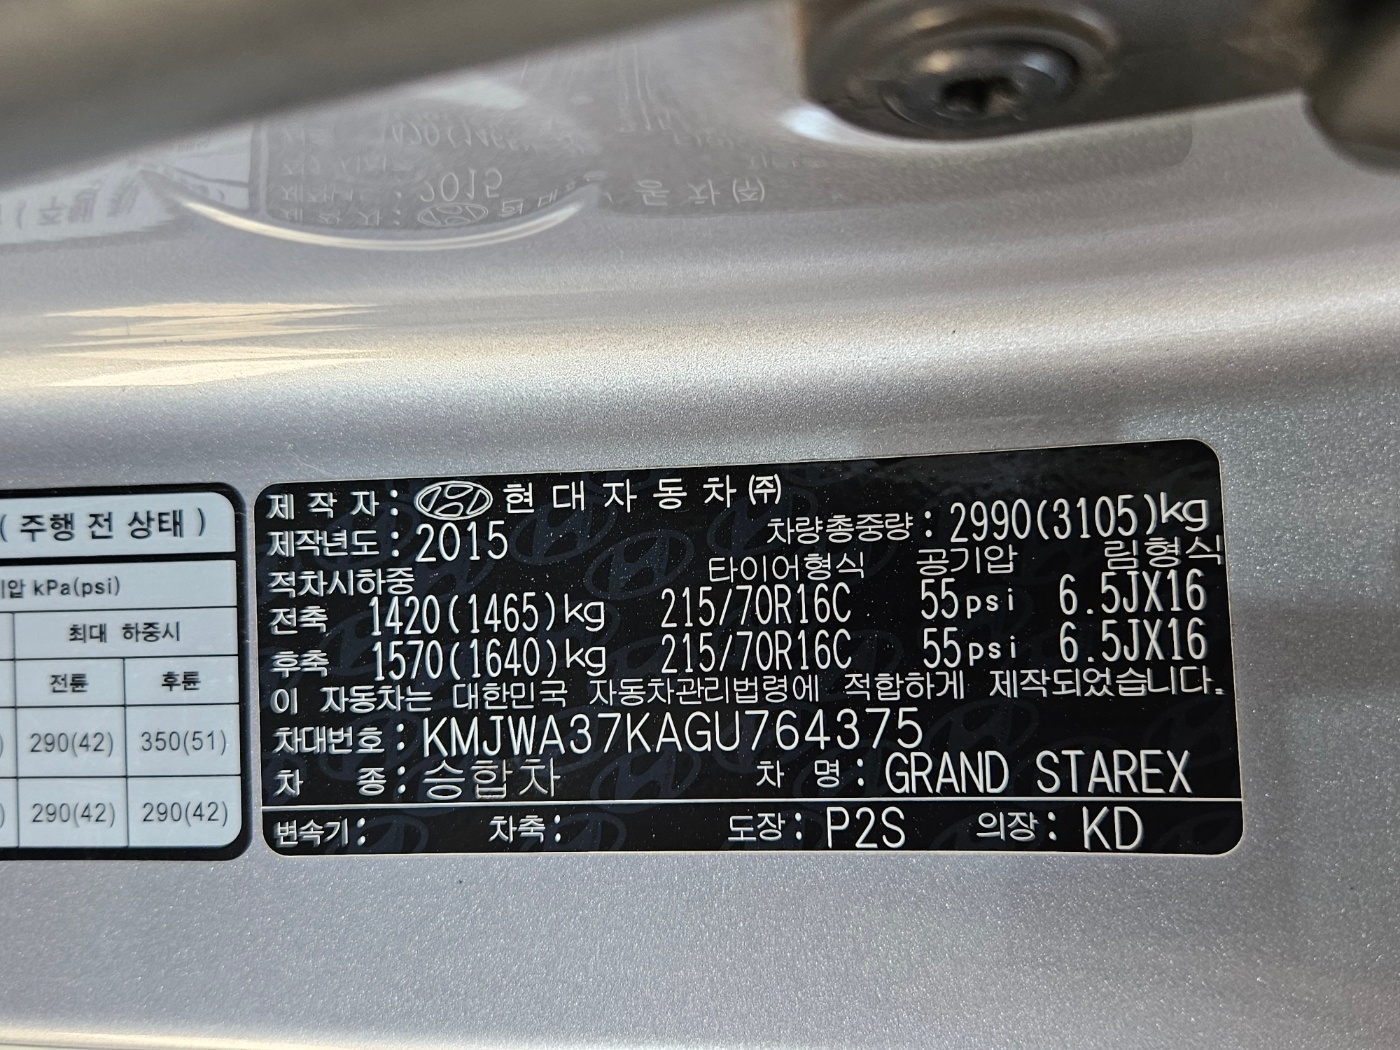 ( 주행 전 상태 )
압 kPa(psi)
최대 하중시
전륜 후륜
290(42) 350(51)
290(42) 290(42)
제 작 자 : 현 대 자 동 차 ㈜
제작년도 : 2015 차량총중량 : 2990(3105)kg
적차시하중 타이어형식 공기압 림형식
전축 1420(1465)kg 215/70R16C 55psi 6.5JX16
후축 1570(1640)kg 215/70R16C 55psi 6.5JX16
이 자동차는 대한민국 자동차관리법령에 적합하게 제작되었습니다.
차대번호 : KMJWA37KAGU764375
차 종 : 승합차 차 명 : GRAND STAREX
변속기 : 차축 : 도장 : P2S 의장 : KD